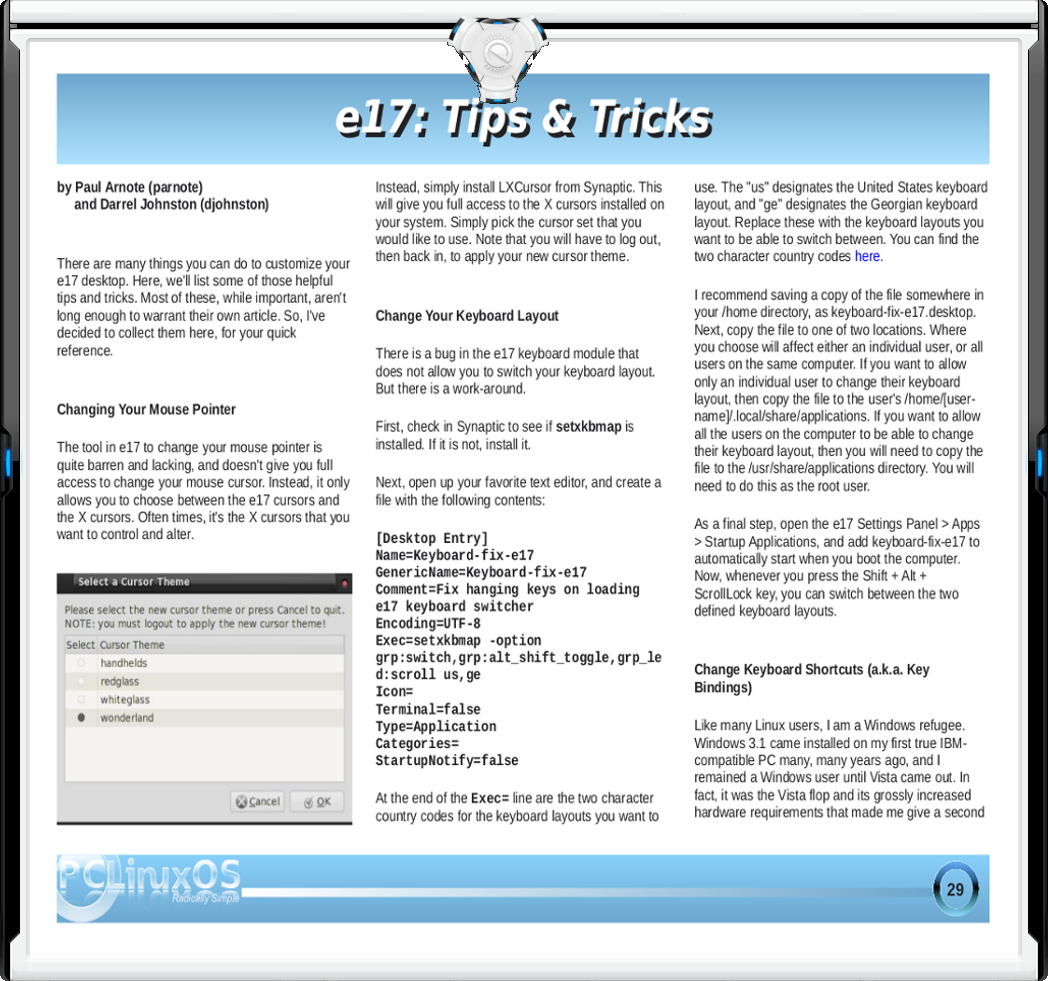 e17: Tips & Tricks
by Paul Arnote (parnote)
and Darrel Johnston (djohnston)
There are many things you can do to customize your
e17 desktop. Here, we'll list some of those helpful
tips and tricks. Most of these, while important, aren't
long enough to warrant their own article. So, I've
decided to collect them here, for your quick
reference.
Changing Your Mouse Pointer
The tool in e17 to change your mouse pointer is
quite barren and lacking, and doesn't give you full
access to change your mouse cursor. Instead, it only
allows you to choose between the e17 cursors and
the X cursors. Often times, it's the X cursors that you
want to control and alter.
Select a Cursor Theme
Please select the new cursor theme or press Cancel to quit.
NOTE: you must logout to apply the new cursor theme!
Select Cursor Theme
handhelds
redglass
whiteglass
wonderland
Cancel OK
Instead, simply install LXCursor from Synaptic. This
will give you full access to the X cursors installed on
your system. Simply pick the cursor set that you
would like to use. Note that you will have to log out,
then back in, to apply your new cursor theme.
Change Your Keyboard Layout
There is a bug in the e17 keyboard module that
does not allow you to switch your keyboard layout.
But there is a work-around.
First, check in Synaptic to see if setxkbmap is
installed. If it is not, install it.
Next, open up your favorite text editor, and create a
file with the following contents:
[Desktop Entry]
Name=Keyboard-fix-e17
GenericName=Keyboard-fix-e17
Comment=Fix hanging keys on loading
e17 keyboard switcher
Encoding=UTF-8
Exec=setxkbmap -option
grp:switch,grp:alt_shift_toggle,grp_le
d:scroll us,ge
Icon=
Terminal=false
Type=Application
Categories=
StartupNotify=false
At the end of the Exec= line are the two character
country codes for the keyboard layouts you want to
use. The "us" designates the United States keyboard
layout, and "ge" designates the Georgian keyboard
layout. Replace these with the keyboard layouts you
want to be able to switch between. You can find the
two character country codes here.
I recommend saving a copy of the file somewhere in
your /home directory, as keyboard-fix-e17.desktop.
Next, copy the file to one of two locations. Where
you choose will affect either an individual user, or all
users on the same computer. If you want to allow
only an individual user to change their keyboard
layout, then copy the file to the user's /home/[user-
name]/.local/share/applications. If you want to allow
all the users on the computer to be able to change
their keyboard layout, then you will need to copy the
file to the /usr/share/applications directory. You will
need to do this as the root user.
As a final step, open the e17 Settings Panel > Apps
> Startup Applications, and add keyboard-fix-e17 to
automatically start when you boot the computer.
Now, whenever you press the Shift + Alt +
ScrollLock key, you can switch between the two
defined keyboard layouts.
Change Keyboard Shortcuts (a.k.a. Key
Bindings)
Like many Linux users, I am a Windows refugee.
Windows 3.1 came installed on my first true IBM-
compatible PC many, many years ago, and I
remained a Windows user until Vista came out. In
fact, it was the Vista flop and its grossly increased
hardware requirements that made me give a second
PCLinuxOS
Radically Simple
29